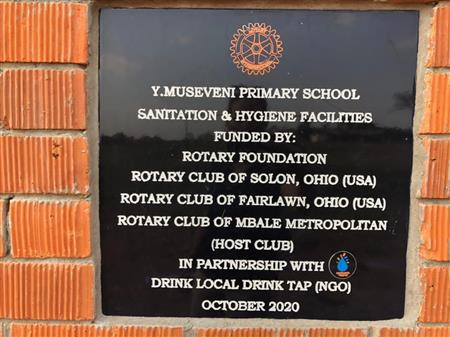 Y.MUSEVENI PRIMARY SCHOOL
SANITATION & HYGIENE FACILITIES
FUNDED BY:
ROTARY FOUNDATION
ROTARY CLUB OF SOLON, OHIO (USA)
ROTARY CLUB OF FAIRLAWN, OHIO (USA)
ROTARY CLUB OF MBALE METROPOLITAN
(HOST CLUB)
IN PARTNERSHIP WITH
DRINK LOCAL DRINK TAP (NGO)
OCTOBER 2020